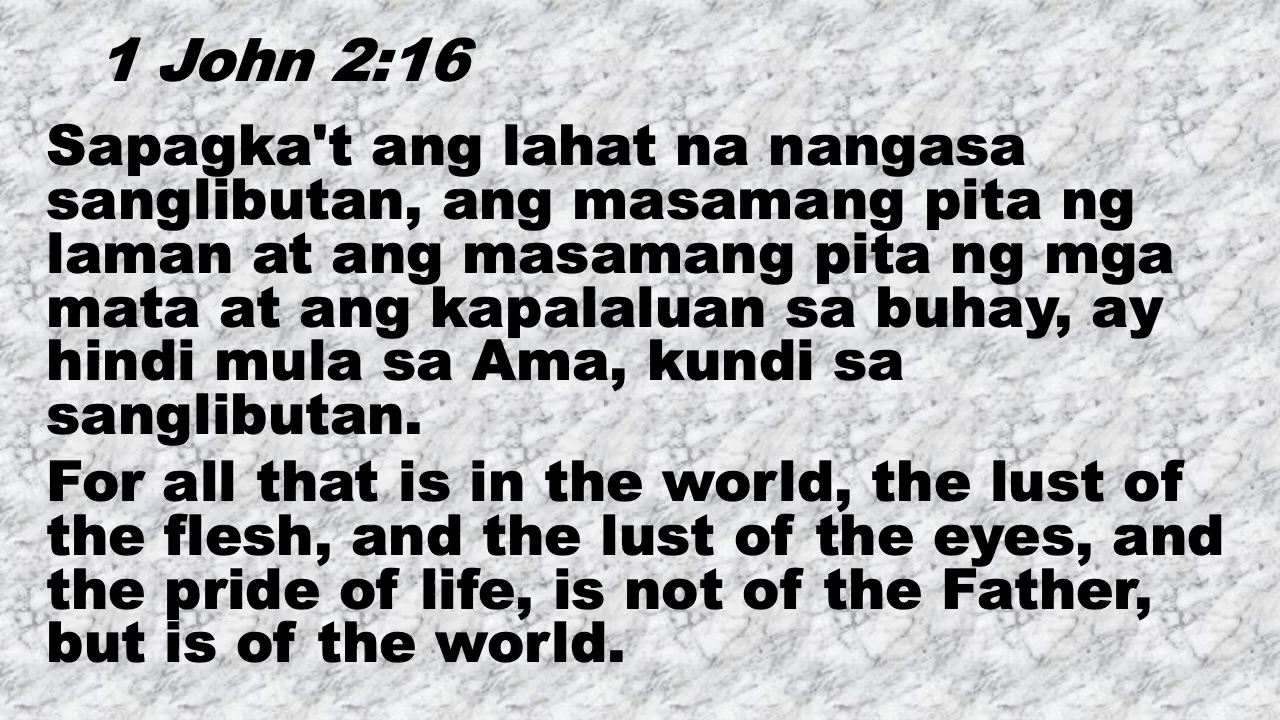 1 John 2:16
Sapagka't ang lahat na nangasa
sanglibutan, ang masamang pita ng
laman at ang masamang pita ng mga
mata at ang kapalaluan sa buhay, ay
hindi mula sa Ama, kundi sa
sanglibutan.
For all that is in the world, the lust of
the flesh, and the lust of the eyes, and
the pride of life, is not of the Father,
but is of the world.